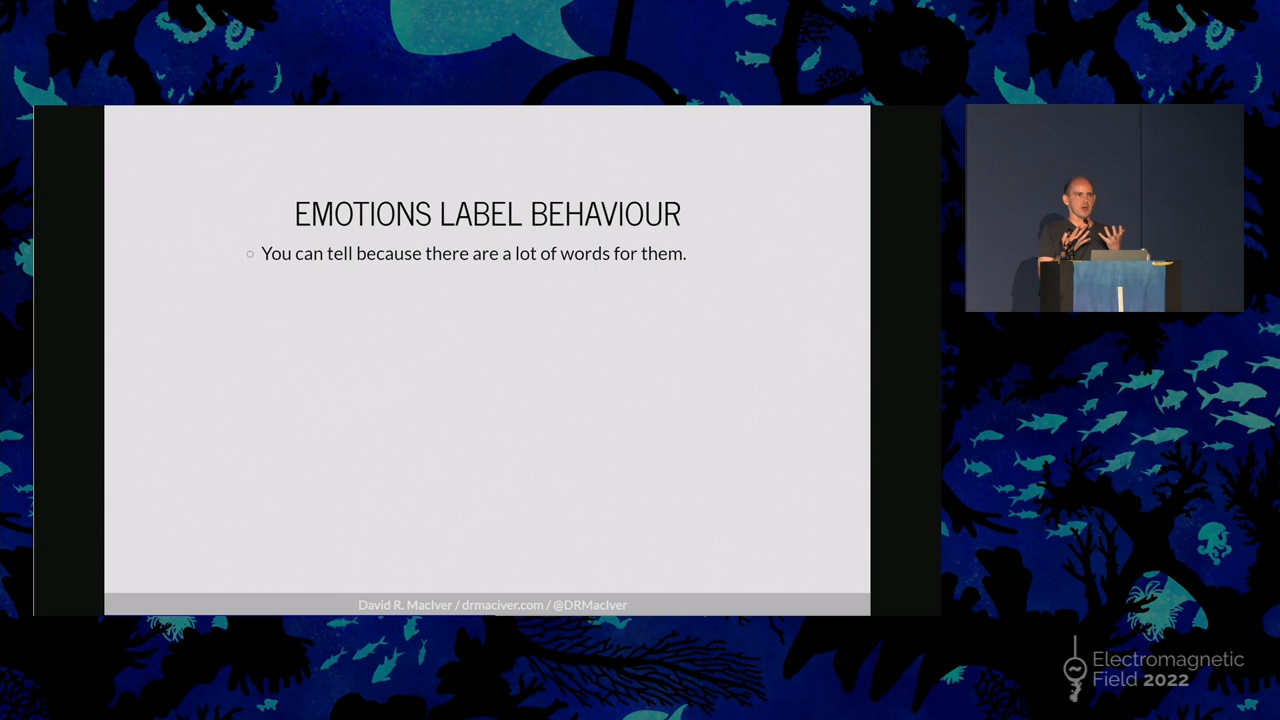 EMOTIONS LABEL BEHAVIOUR
You can tell because there are a lot of words for them.
David R. MacIver / drmaciver.com / @DRMacIver
Electromagnetic
Field 2022